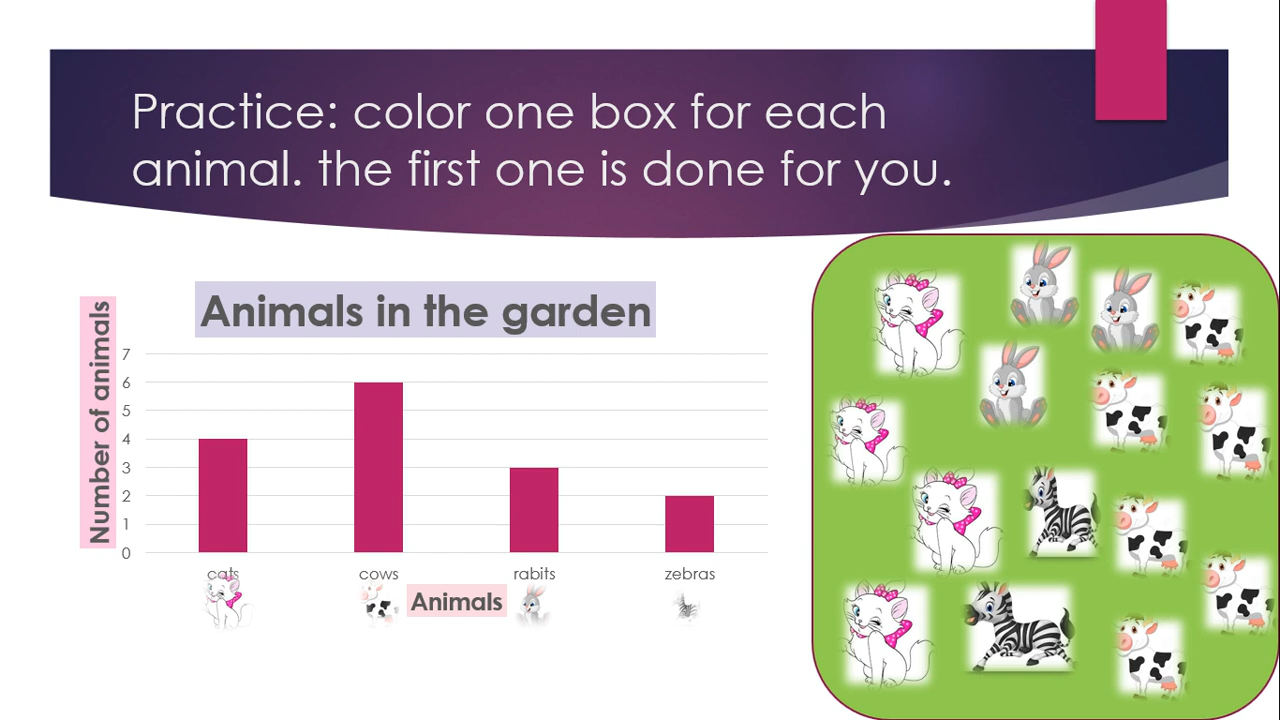 Practice: color one box for each
animal. the first one is done for you.
Animals in the garden
Number of animals
7
6
5
4
3
2
1
0
cats
cows
rabits
zebras
Animals